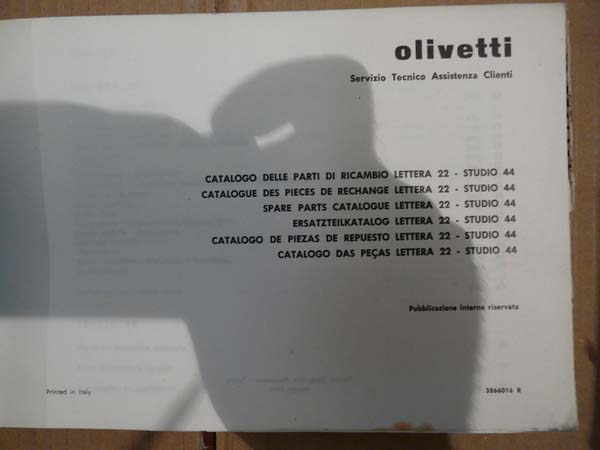 olivetti
Servizio Tecnico Assistenza Clienti
CATALOGO DELLE PARTI DI RICAMBIO LETTERA 22 - STUDIO 44
CATALOGUE DES PIECES DE RECHANGE LETTERA 22 - STUDIO 44
SPARE PARTS CATALOGUE LETTERA 22 - STUDIO 44
ERSATZTEILKATALOG LETTERA 22 - STUDIO 44
CATALOGO DE PIEZAS DE REPUESTO LETTERA 22 - STUDIO 44
CATALOGO DAS PEÇAS LETTERA 22 - STUDIO 44
Pubblicazione interna riservata
Printed in Italy
3866016 R